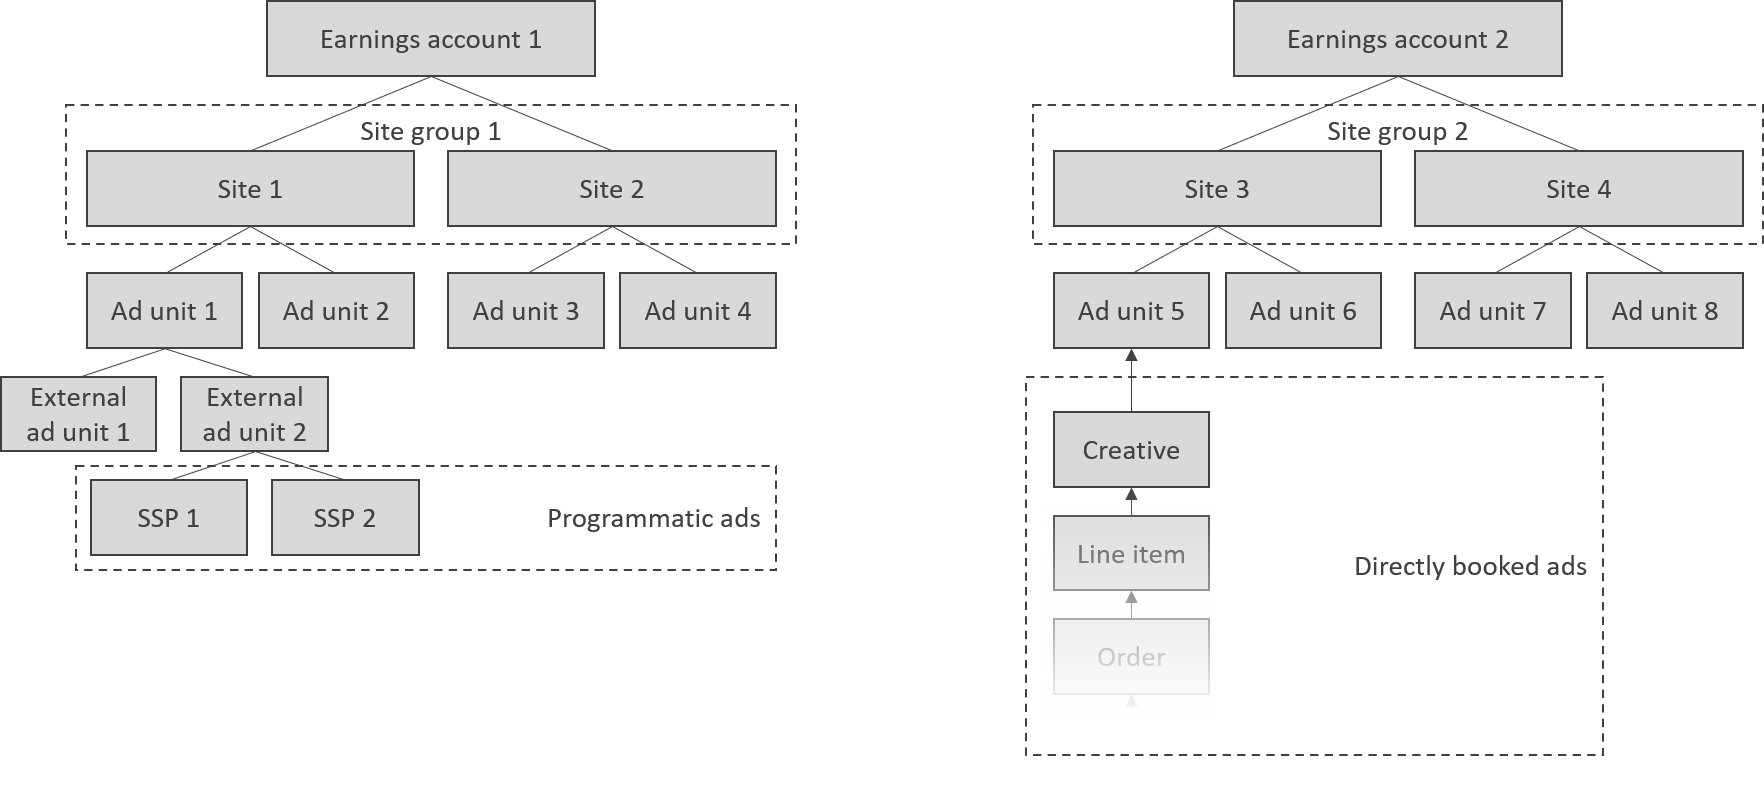 Earnings account 1
Earnings account 2
Site group 1
Site group 2
Site 1
Site 2
Site 3
Site 4
Ad unit 1
Ad unit 2
Ad unit 3
Ad unit 4
Ad unit 5
Ad unit 6
Ad unit 7
Ad unit 8
External
ad unit 1
External
ad unit 2
Creative
SSP 1
SSP 2
Programmatic ads
Line item
Directly booked ads
Order